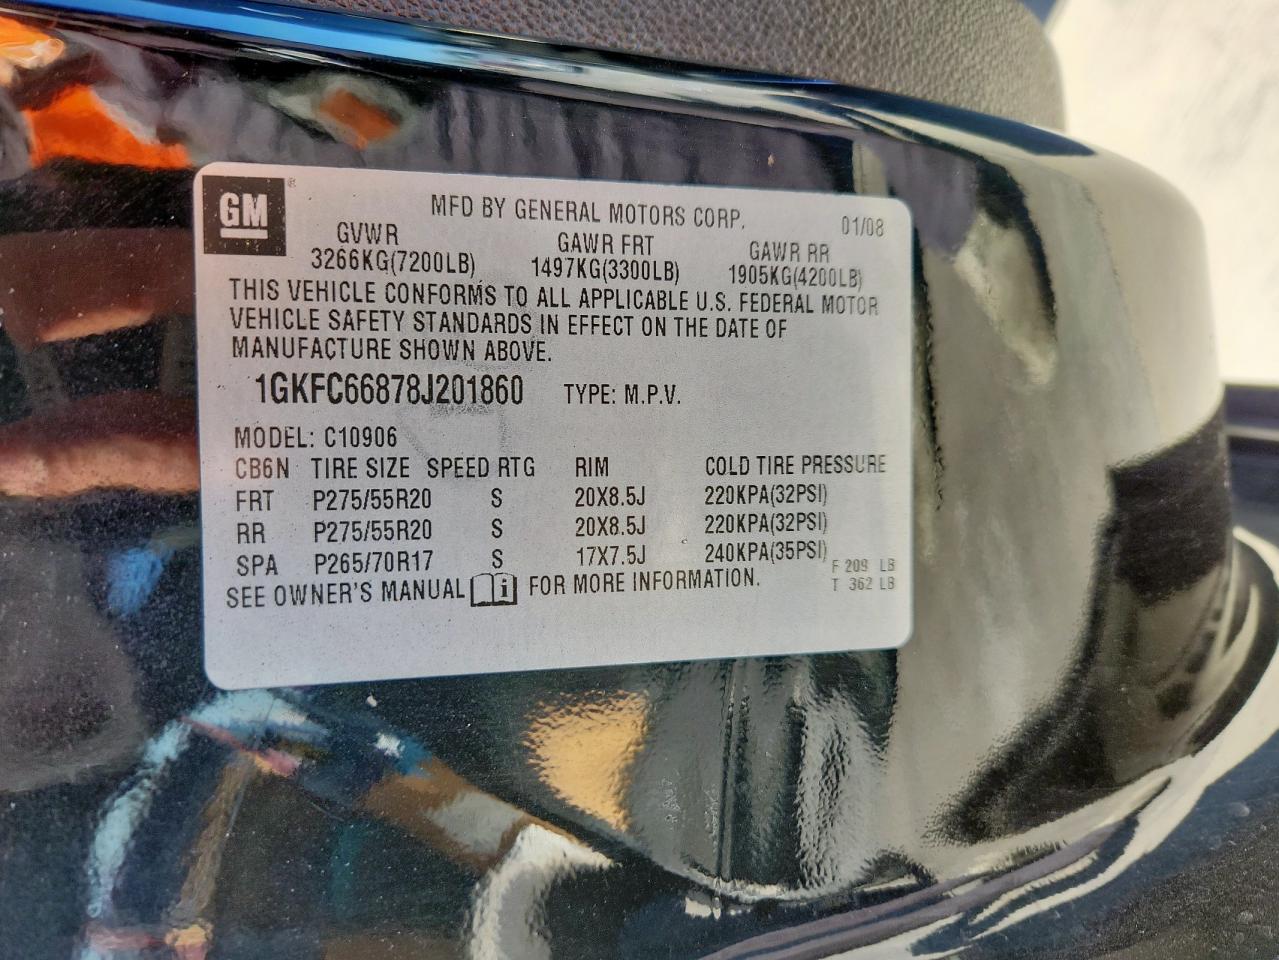 GM ®
MFD BY GENERAL MOTORS CORP. 01/08
GVWR GAWR FRT GAWR RR
3266KG(7200LB) 1497KG(3300LB) 1905KG(4200LB)
THIS VEHICLE CONFORMS TO ALL APPLICABLE U.S. FEDERAL MOTOR
VEHICLE SAFETY STANDARDS IN EFFECT ON THE DATE OF
MANUFACTURE SHOWN ABOVE.
1GKFC66878J201860 TYPE: M.P.V.
MODEL: C10906
CB6N TIRE SIZE SPEED RTG RIM COLD TIRE PRESSURE
FRT P275/55R20 S 20X8.5J 220KPA(32PSI)
RR P275/55R20 S 20X8.5J 220KPA(32PSI)
SPA P265/70R17 S 17X7.5J 240KPA(35PSI)
F 209 LB
SEE OWNER'S MANUAL i FOR MORE INFORMATION.
T 362 LB